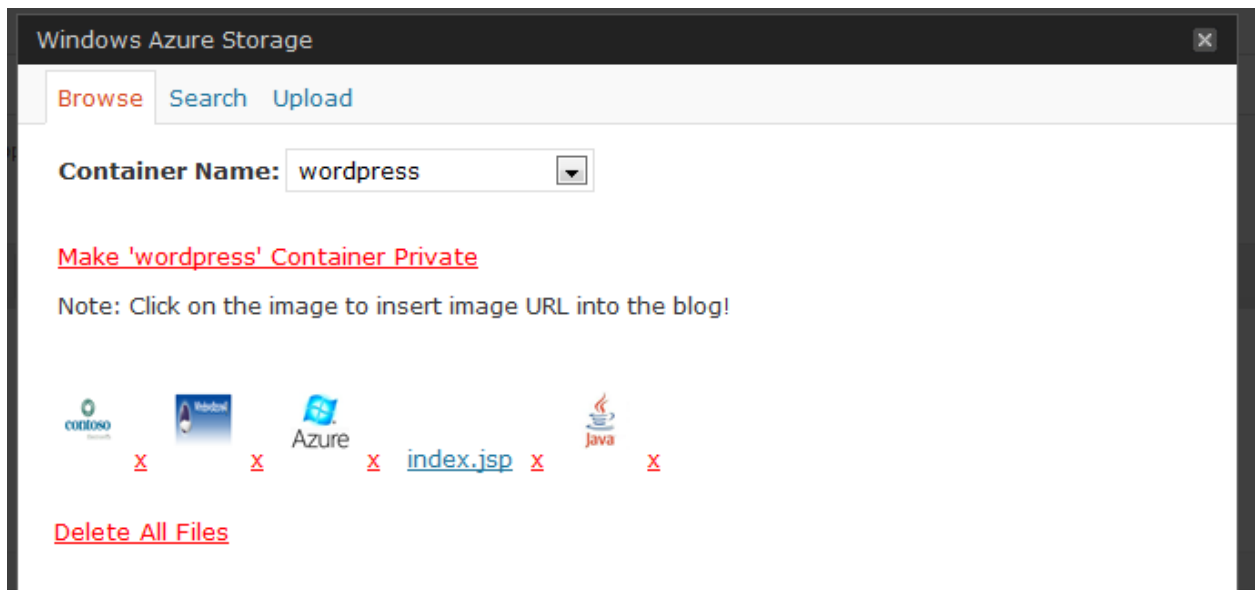 Windows Azure Storage
Browse Search Upload
Container Name: wordpress
Make 'wordpress' Container Private
Note: Click on the image to insert image URL into the blog!
contoso
Azure
Java
x x x index.jsp x x
Delete All Files